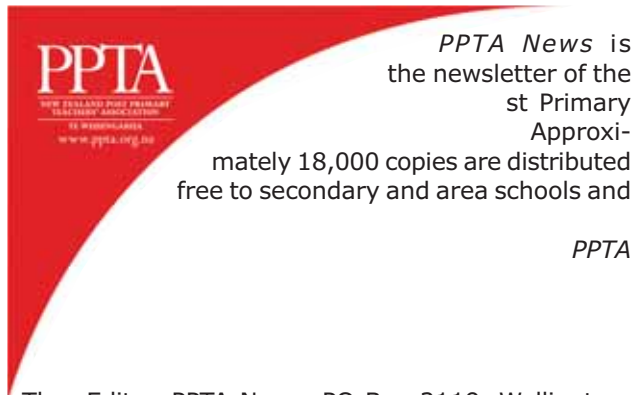 PPTA
NEW ZEALAND POST PRIMARY
TEACHERS' ASSOCIATION
TE WEHENGARUA
www.ppta.org.nz
PPTA News is
the newsletter of the
st Primary
Approxi-
mately 18,000 copies are distributed
free to secondary and area schools and
PPTA